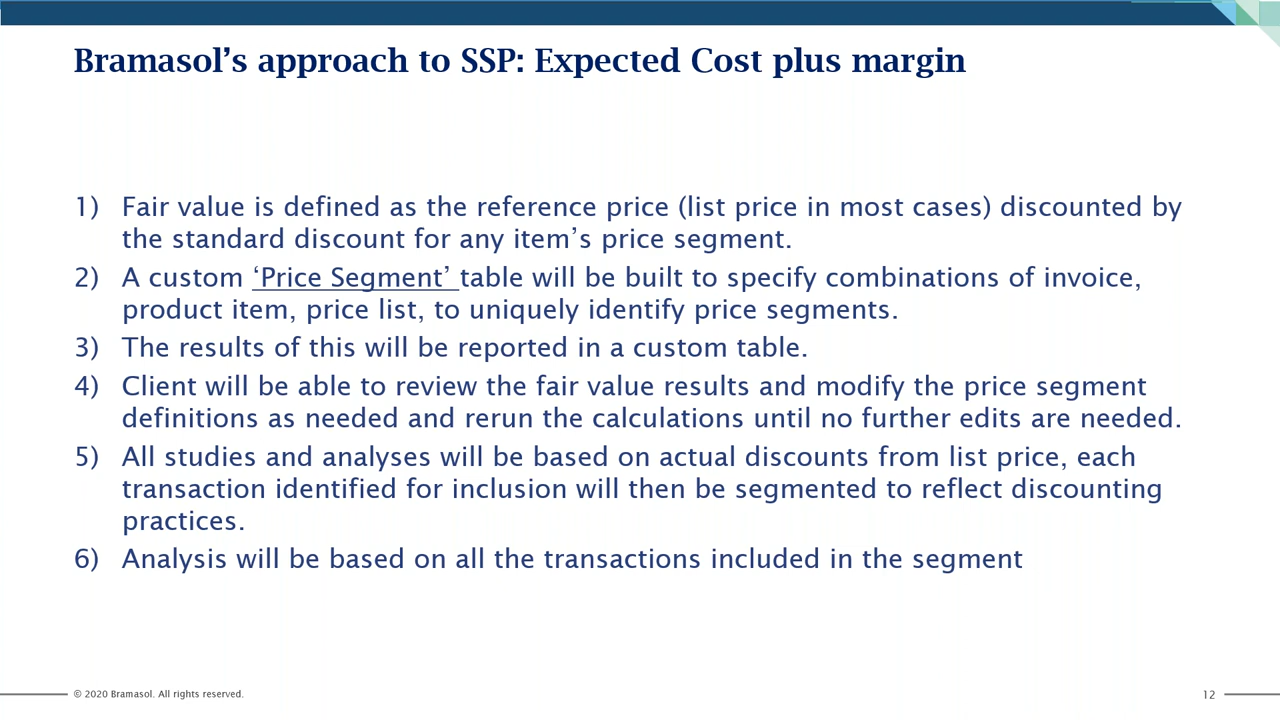 Bramasol’s approach to SSP: Expected Cost plus margin
1) Fair value is defined as the reference price (list price in most cases) discounted by
the standard discount for any item’s price segment.
2) A custom ‘Price Segment’ table will be built to specify combinations of invoice,
product item, price list, to uniquely identify price segments.
3) The results of this will be reported in a custom table.
4) Client will be able to review the fair value results and modify the price segment
definitions as needed and rerun the calculations until no further edits are needed.
5) All studies and analyses will be based on actual discounts from list price, each
transaction identified for inclusion will then be segmented to reflect discounting
practices.
6) Analysis will be based on all the transactions included in the segment
© 2020 Bramasol. All rights reserved.
12